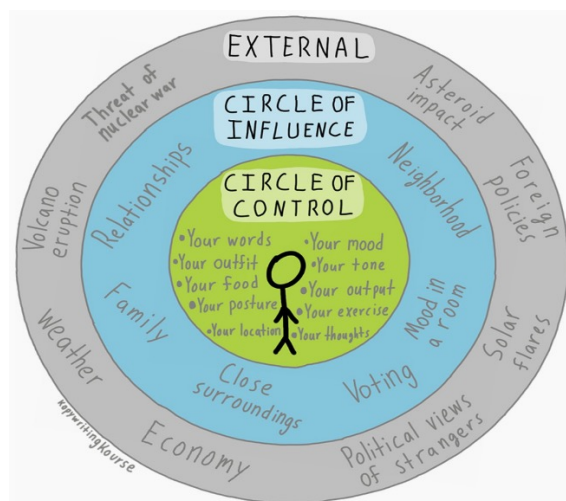 EXTERNAL
Threat of
nuclear war
Asteroid
impact
Volcano
eruption
Foreign
policies
Weather
Solar
flares
Economy
Political views
of strangers
CIRCLE OF
INFLUENCE
Relationships
Neighborhood
Family
Mood in
a room
Close
surroundings
Voting
CIRCLE OF
CONTROL
•Your words
•Your outfit
•Your food
•Your posture
•Your location
•Your mood
•Your tone
•Your output
•Your exercise
•Your thoughts
KopywritingKourse